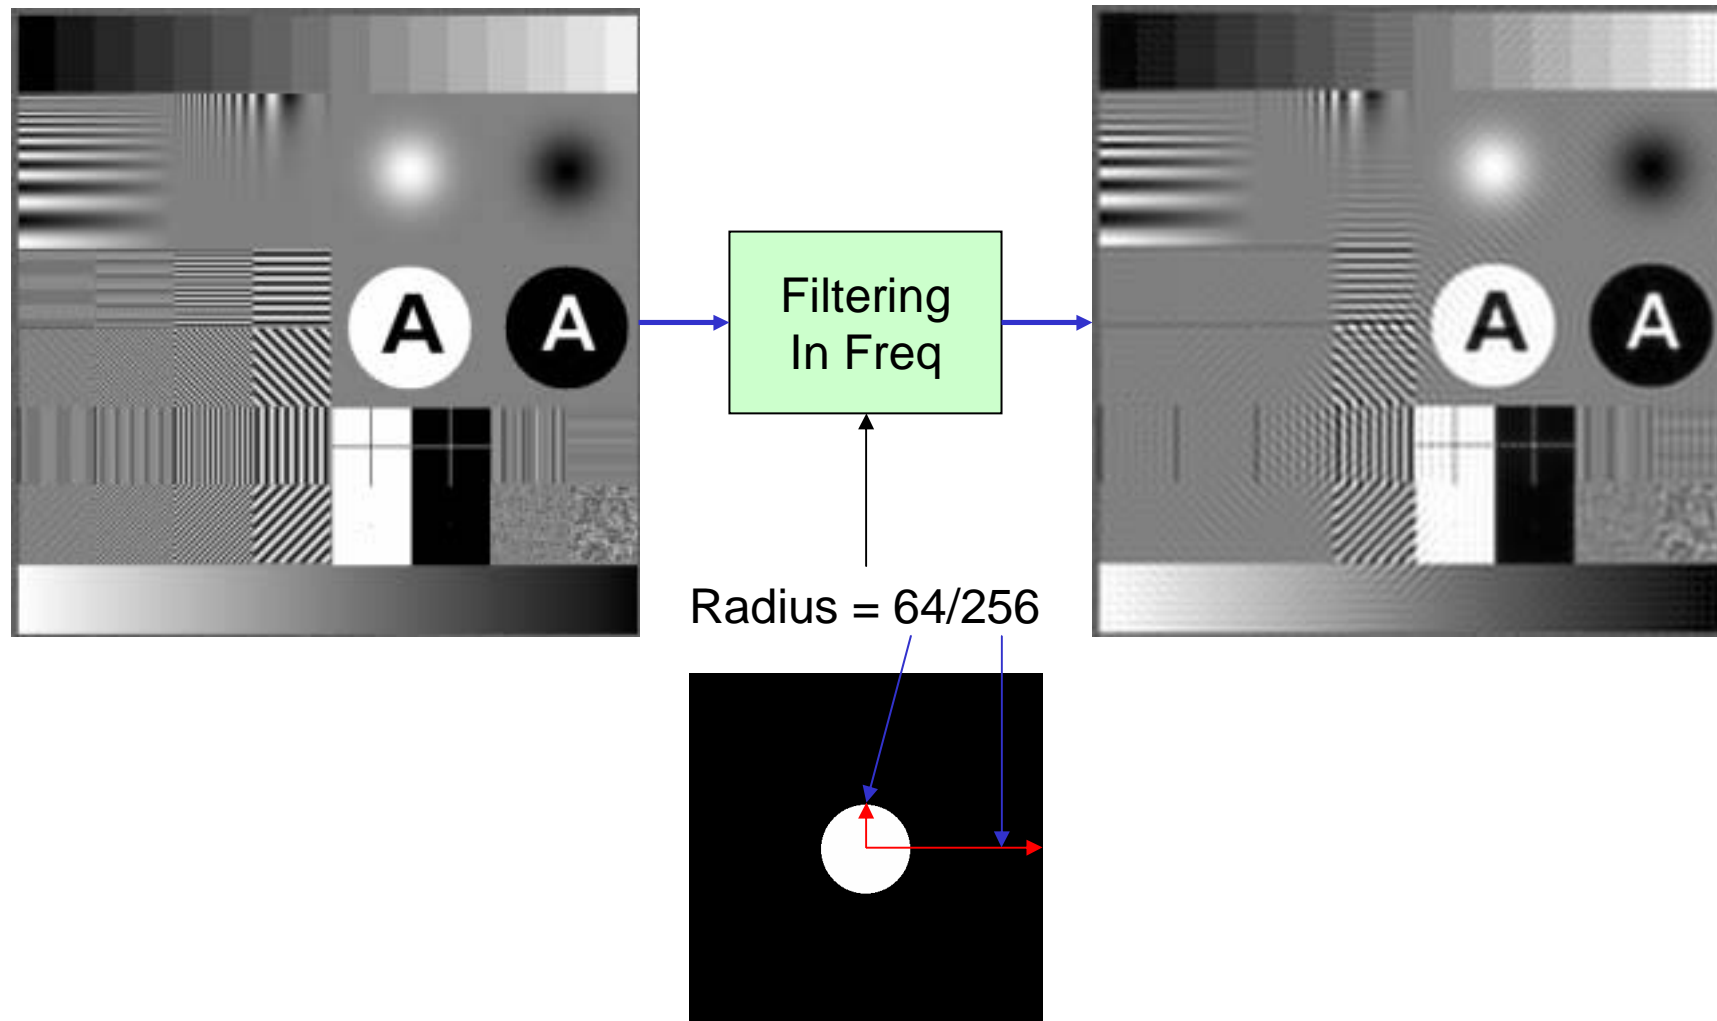 A A
Filtering
In Freq
A A
Radius = 64/256